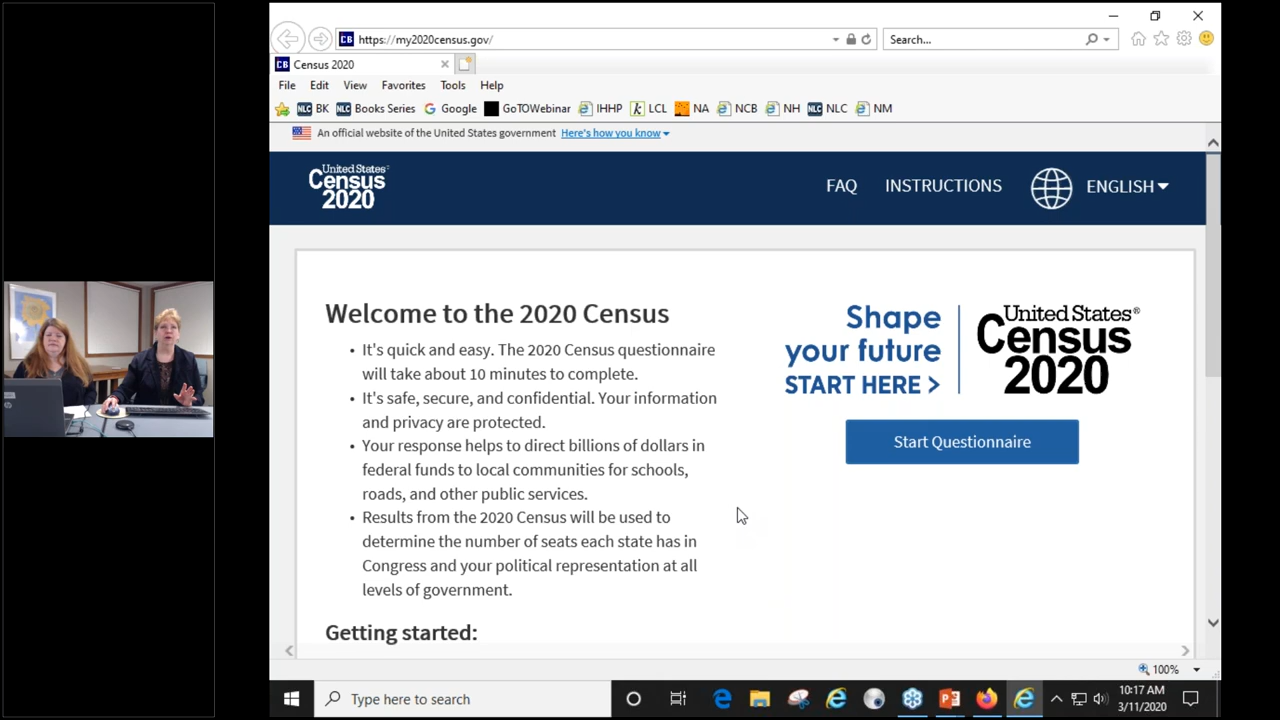 https://my2020census.gov/
Search...
Census 2020
File Edit View Favorites Tools Help
NLC BK NLC Books Series Google GoTOWebinar IHHP LCL NA NCB NH NLC NLC NM
An official website of the United States government Here's how you know
United States
Census
2020
FAQ INSTRUCTIONS ENGLISH
Welcome to the 2020 Census
• It's quick and easy. The 2020 Census questionnaire
will take about 10 minutes to complete.
• It's safe, secure, and confidential. Your information
and privacy are protected.
• Your response helps to direct billions of dollars in
federal funds to local communities for schools,
roads, and other public services.
• Results from the 2020 Census will be used to
determine the number of seats each state has in
Congress and your political representation at all
levels of government.
Getting started:
Shape
your future
START HERE >
United States®
Census
2020
Start Questionnaire
100%
Type here to search
10:17 AM
3/11/2020